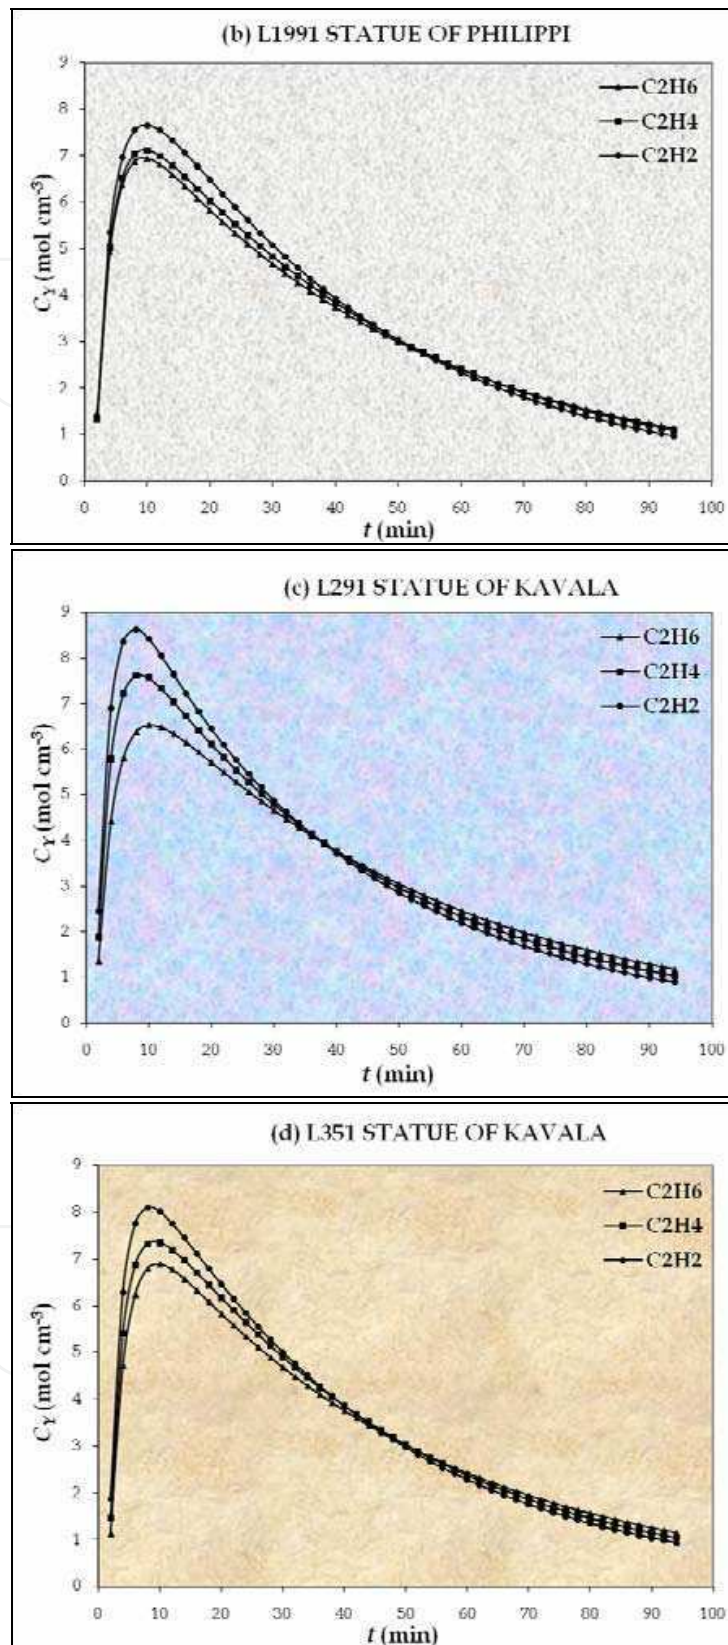 (b) L1991 STATUE OF PHILIPPI
9
8
7
6
5
4
3
2
1
0
C2H6
C2H4
C2H2
Cγ (mol cm-3)
0 10 20 30 40 50 60 70 80 90 100
t (min)
(c) L291 STATUE OF KAVALA
9
8
7
6
5
4
3
2
1
0
C2H6
C2H4
C2H2
Cγ (mol cm-3)
0 10 20 30 40 50 60 70 80 90 100
t (min)
(d) L351 STATUE OF KAVALA
9
8
7
6
5
4
3
2
1
0
C2H6
C2H4
C2H2
Cγ (mol cm-3)
0 10 20 30 40 50 60 70 80 90 100
t (min)